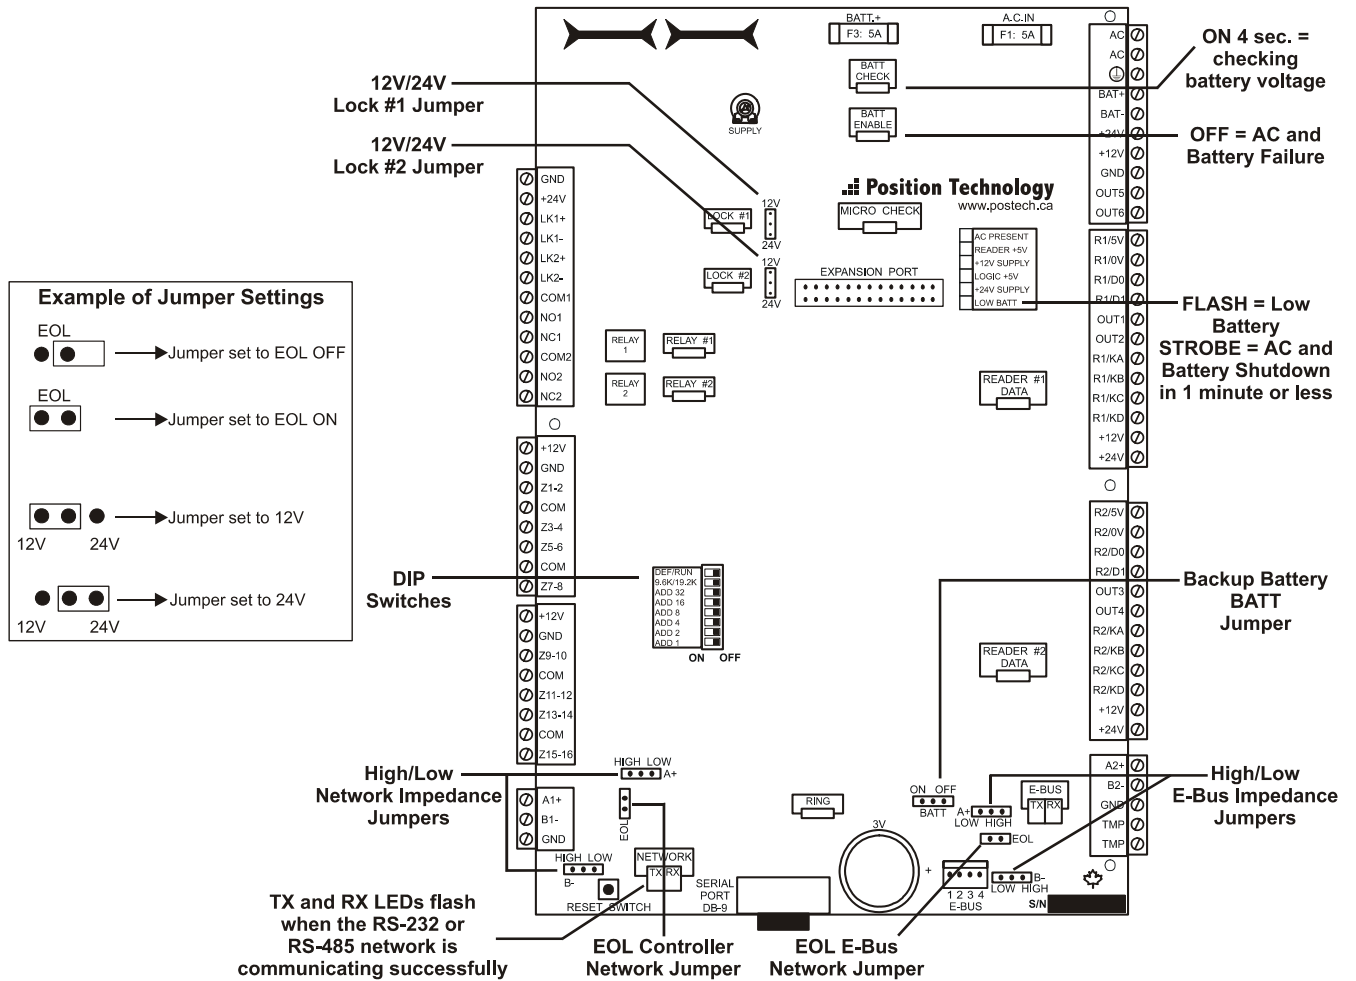 BATT.+
F3: 5A
A.C.IN
F1: 5A
BATT
CHECK
BATT
ENABLE
SUPPLY
Position Technology
www.postech.ca
12V/24V
Lock #1 Jumper
12V/24V
Lock #2 Jumper
ON 4 sec. =
checking
battery voltage
OFF = AC and
Battery Failure
AC
AC
BAT+
BAT-
+24V
+12V
GND
OUT5
OUT6
GND
+24V
LK1+
LK1-
LK2+
LK2-
COM1
NO1
NC1
COM2
NO2
NC2
LOCK #1
12V
24V
LOCK #2
12V
24V
MICRO CHECK
EXPANSION PORT
AC PRESENT
READER +5V
+12V SUPPLY
LOGIC +5V
+24V SUPPLY
LOW BATT
R1/5V
R1/0V
R1/D0
R1/D1
OUT1
OUT2
R1/KA
R1/KB
R1/KC
R1/KD
+12V
+24V
FLASH = Low
Battery
STROBE = AC and
Battery Shutdown
in 1 minute or less
RELAY
1
RELAY #1
RELAY
2
RELAY #2
READER #1
DATA
Example of Jumper Settings
EOL
Jumper set to EOL OFF
EOL
Jumper set to EOL ON
Jumper set to 12V
12V
24V
Jumper set to 24V
12V
24V
+12V
GND
Z1-2
COM
Z3-4
Z5-6
COM
Z7-8
DIP
Switches
DEF/RUN
9.6K/19.2K
ADD 32
ADD 16
ADD 8
ADD 4
ADD 2
ADD 1
ON OFF
R2/5V
R2/0V
R2/D0
R2/D1
OUT3
OUT4
R2/KA
R2/KB
R2/KC
R2/KD
+12V
+24V
Backup Battery
BATT
Jumper
READER #2
DATA
+12V
GND
Z9-10
COM
Z11-12
Z13-14
COM
Z15-16
High/Low
Network Impedance
Jumpers
HIGH LOW
A+
A1+
B1-
GND
EOL
HIGH LOW
B-
NETWORK
TX RX
RESET SWITCH
SERIAL
PORT
DB-9
RING
3V
+
ON OFF
BATT
A+
LOW HIGH
EOL
E-BUS
TX RX
1 2 3 4
E-BUS
B-
LOW HIGH
S/N
A2+
B2-
GND
TMP
TMP
High/Low
E-Bus Impedance
Jumpers
TX and RX LEDs flash
when the RS-232 or
RS-485 network is
communicating successfully
EOL Controller
Network Jumper
EOL E-Bus
Network Jumper